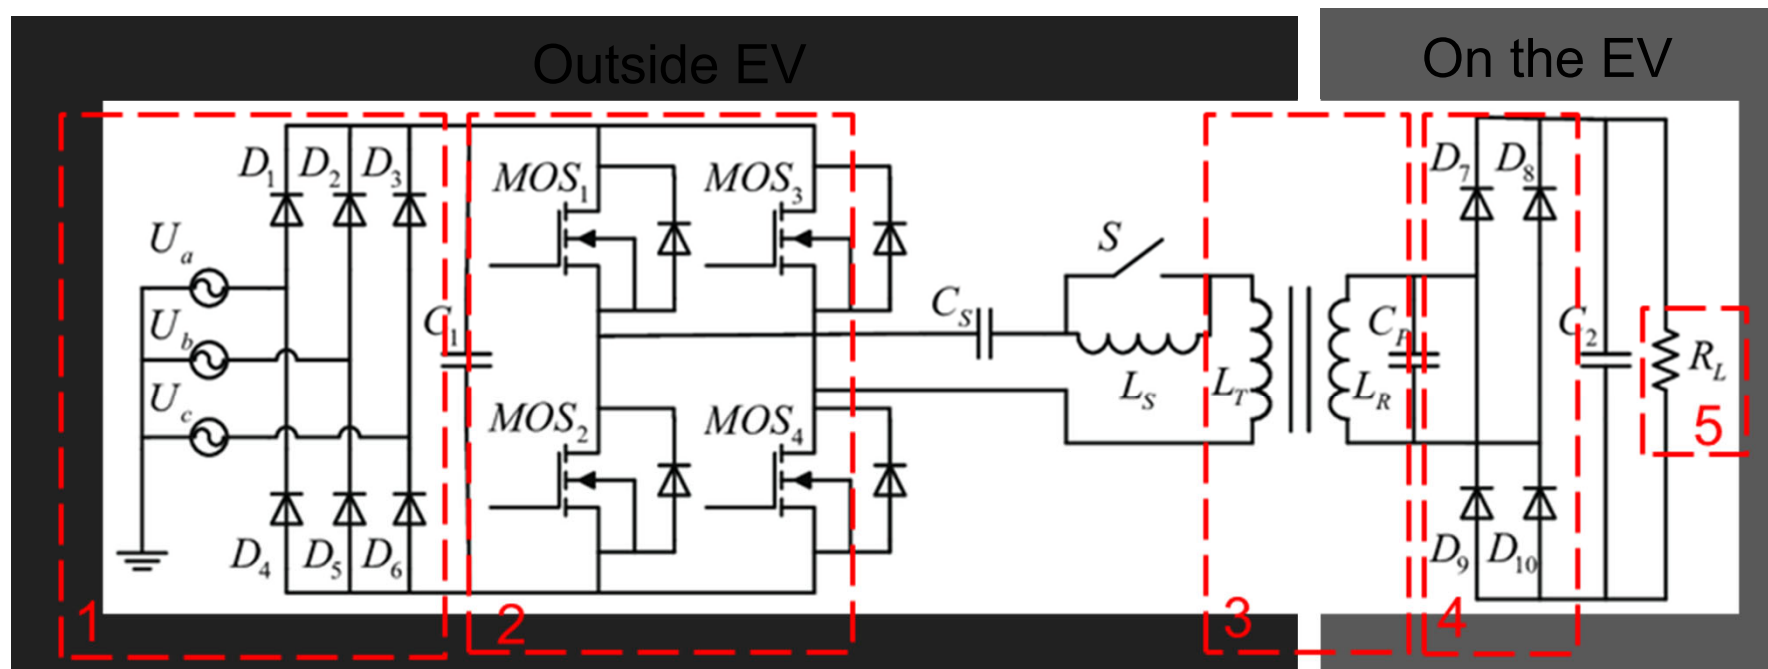 Outside EV
On the EV
D1 D2 D3
MOS1
MOS3
D7 D8
Ua
S
Ub
C1
CS
CP
C2
LS
LT
LR
RL
Uc
MOS2
MOS4
5
D4 D5 D6
D9 D10
1
2
3
4